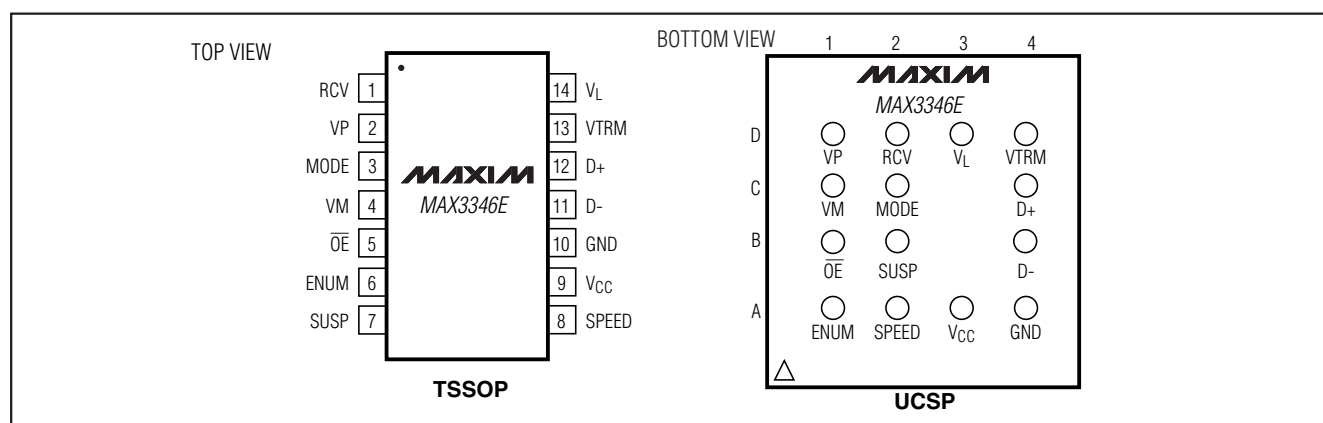 TOP VIEW
RCV 1
VP 2
MODE 3
VM 4
O̅E̅ 5
ENUM 6
SUSP 7
MAXIM
MAX3346E
14 VL
13 VTRM
12 D+
11 D-
10 GND
9 VCC
8 SPEED
TSSOP
BOTTOM VIEW 1 2 3 4
MAXIM
MAX3346E
D
VP RCV VL VTRM
C
VM MODE D+
B
O̅E̅ SUSP D-
A
ENUM SPEED VCC GND
UCSP